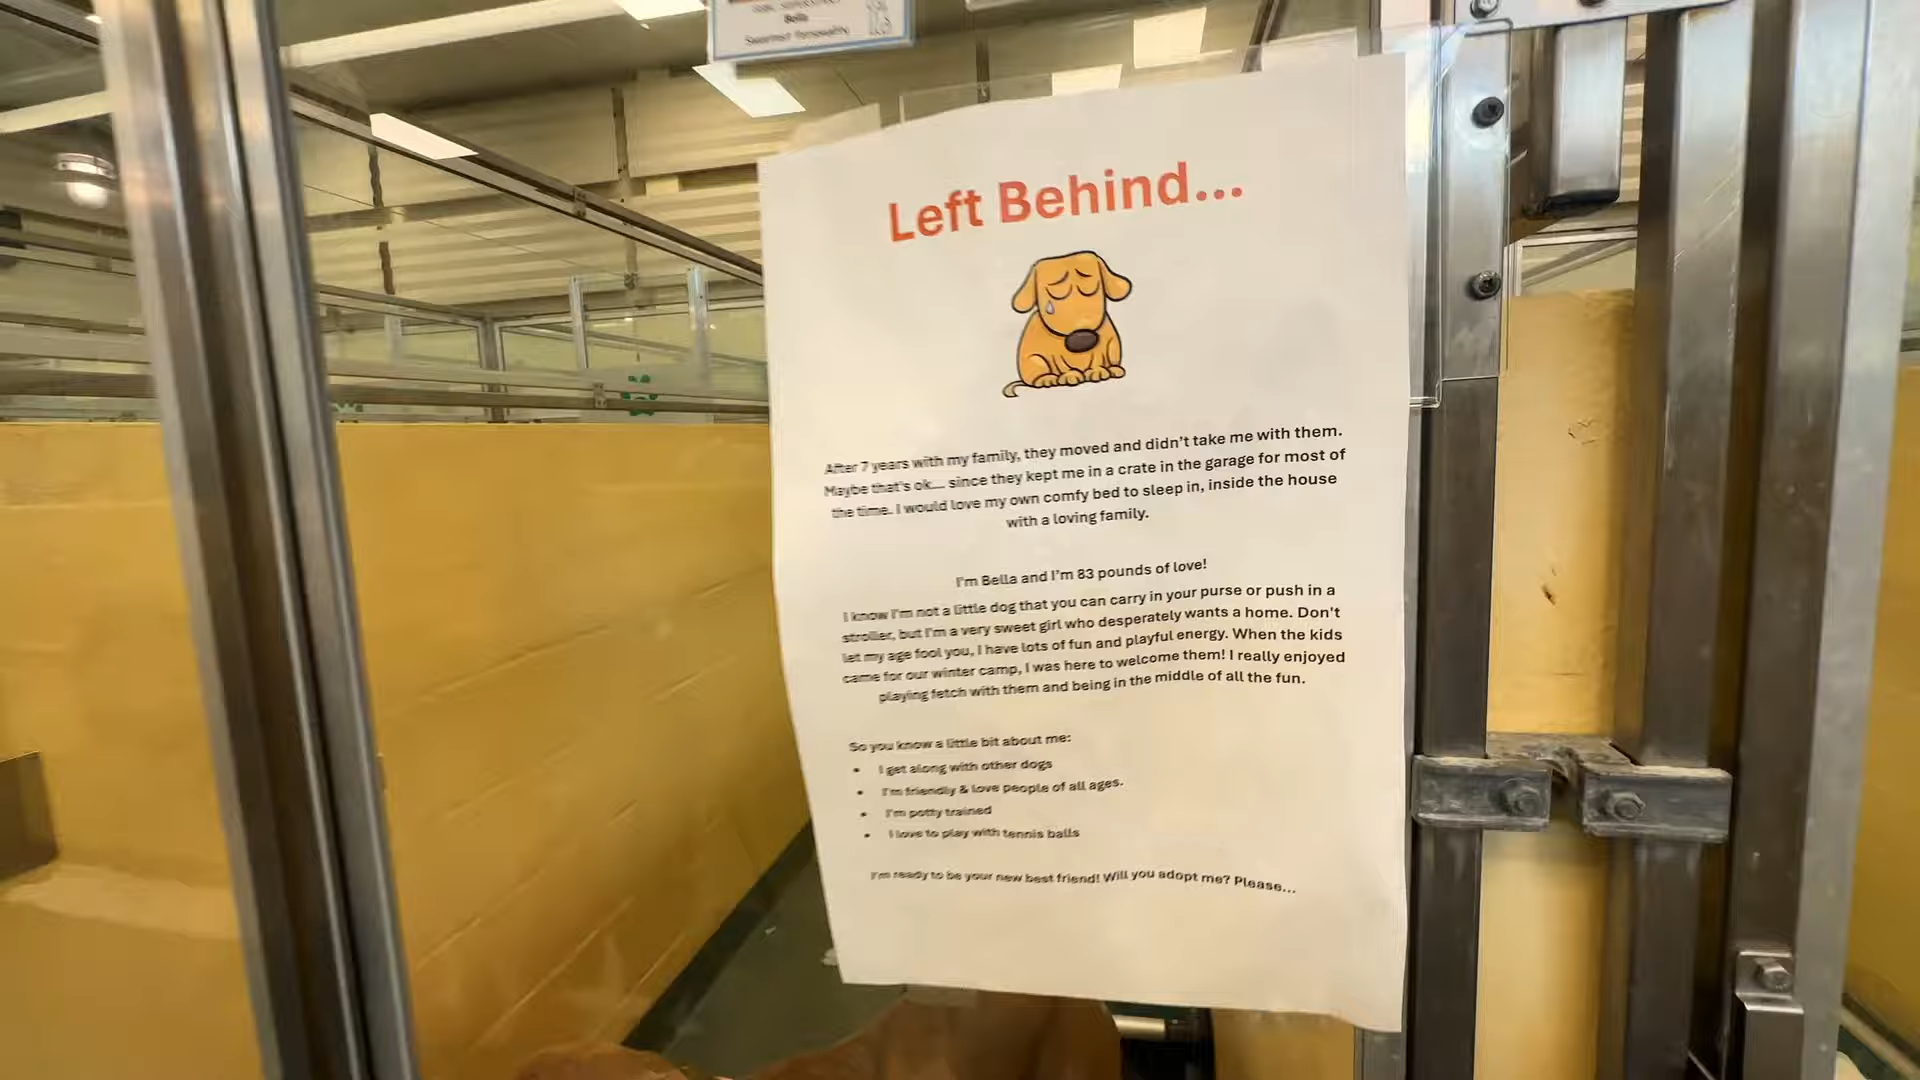 Bella
Sweetest Personality
Left Behind...
After 7 years with my family, they moved and didn't take me with them.
Maybe that's ok.... since they kept me in a crate in the garage for most of
the time. I would love my own comfy bed to sleep in, inside the house
with a loving family.
I'm Bella and I'm 83 pounds of love!
I know I'm not a little dog that you can carry in your purse or push in a
stroller, but I'm a very sweet girl who desperately wants a home. Don't
let my age fool you, I have lots of fun and playful energy. When the kids
came for our winter camp, I was here to welcome them! I really enjoyed
playing fetch with them and being in the middle of all the fun.
So you know a little bit about me:
• I get along with other dogs
• I'm friendly & love people of all ages.
• I'm potty trained
• I love to play with tennis balls
I'm ready to be your new best friend! Will you adopt me? Please...